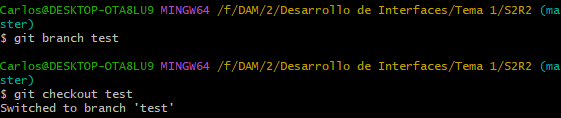 Carlos@DESKTOP-OTA8LU9 MINGW64 /f/DAM/2/Desarrollo de Interfaces/Tema 1/S2R2 (ma
ster)
$ git branch test
Carlos@DESKTOP-OTA8LU9 MINGW64 /f/DAM/2/Desarrollo de Interfaces/Tema 1/S2R2 (ma
ster)
$ git checkout test
Switched to branch 'test'